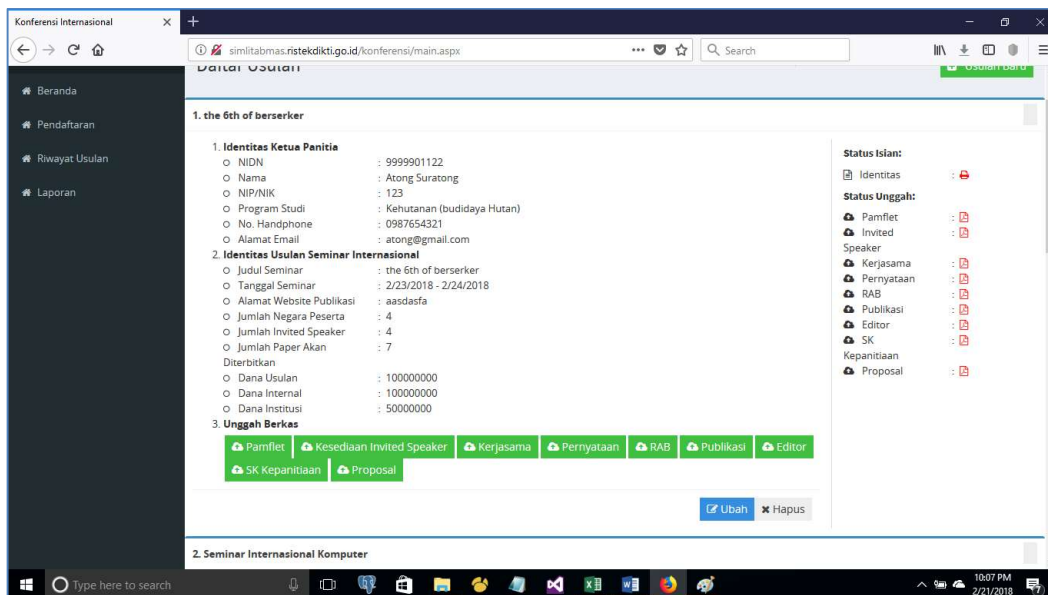 Konferensi Internasional
simlitabmas.ristekdikti.go.id/konferensi/main.aspx
Search
Daftar Usulan
Usulan Baru
Beranda
Pendaftaran
Riwayat Usulan
Laporan
1. the 6th of berserker
1. Identitas Ketua Panitia
NIDN : 9999901122
Nama : Atong Suratong
NIP/NIK : 123
Program Studi : Kehutanan (budidaya Hutan)
No. Handphone : 0987654321
Alamat Email : atong@gmail.com
2. Identitas Usulan Seminar Internasional
Judul Seminar : the 6th of berserker
Tanggal Seminar : 2/23/2018 - 2/24/2018
Alamat Website Publikasi : aasdasfa
Jumlah Negara Peserta : 4
Jumlah Invited Speaker : 4
Jumlah Paper Akan : 7
Diterbitkan
Dana Usulan : 100000000
Dana Internal : 100000000
Dana Institusi : 50000000
3. Unggah Berkas
Pamflet Kesediaan Invited Speaker Kerjasama Pernyataan RAB Publikasi Editor
SK Kepanitiaan Proposal
Ubah Hapus
Status Isian:
Identitas :
Status Unggah:
Pamflet :
Invited :
Speaker
Kerjasama :
Pernyataan :
RAB :
Publikasi :
Editor :
SK :
Kepanitiaan
Proposal :
2. Seminar Internasional Komputer
Type here to search
10:07 PM
2/21/2018